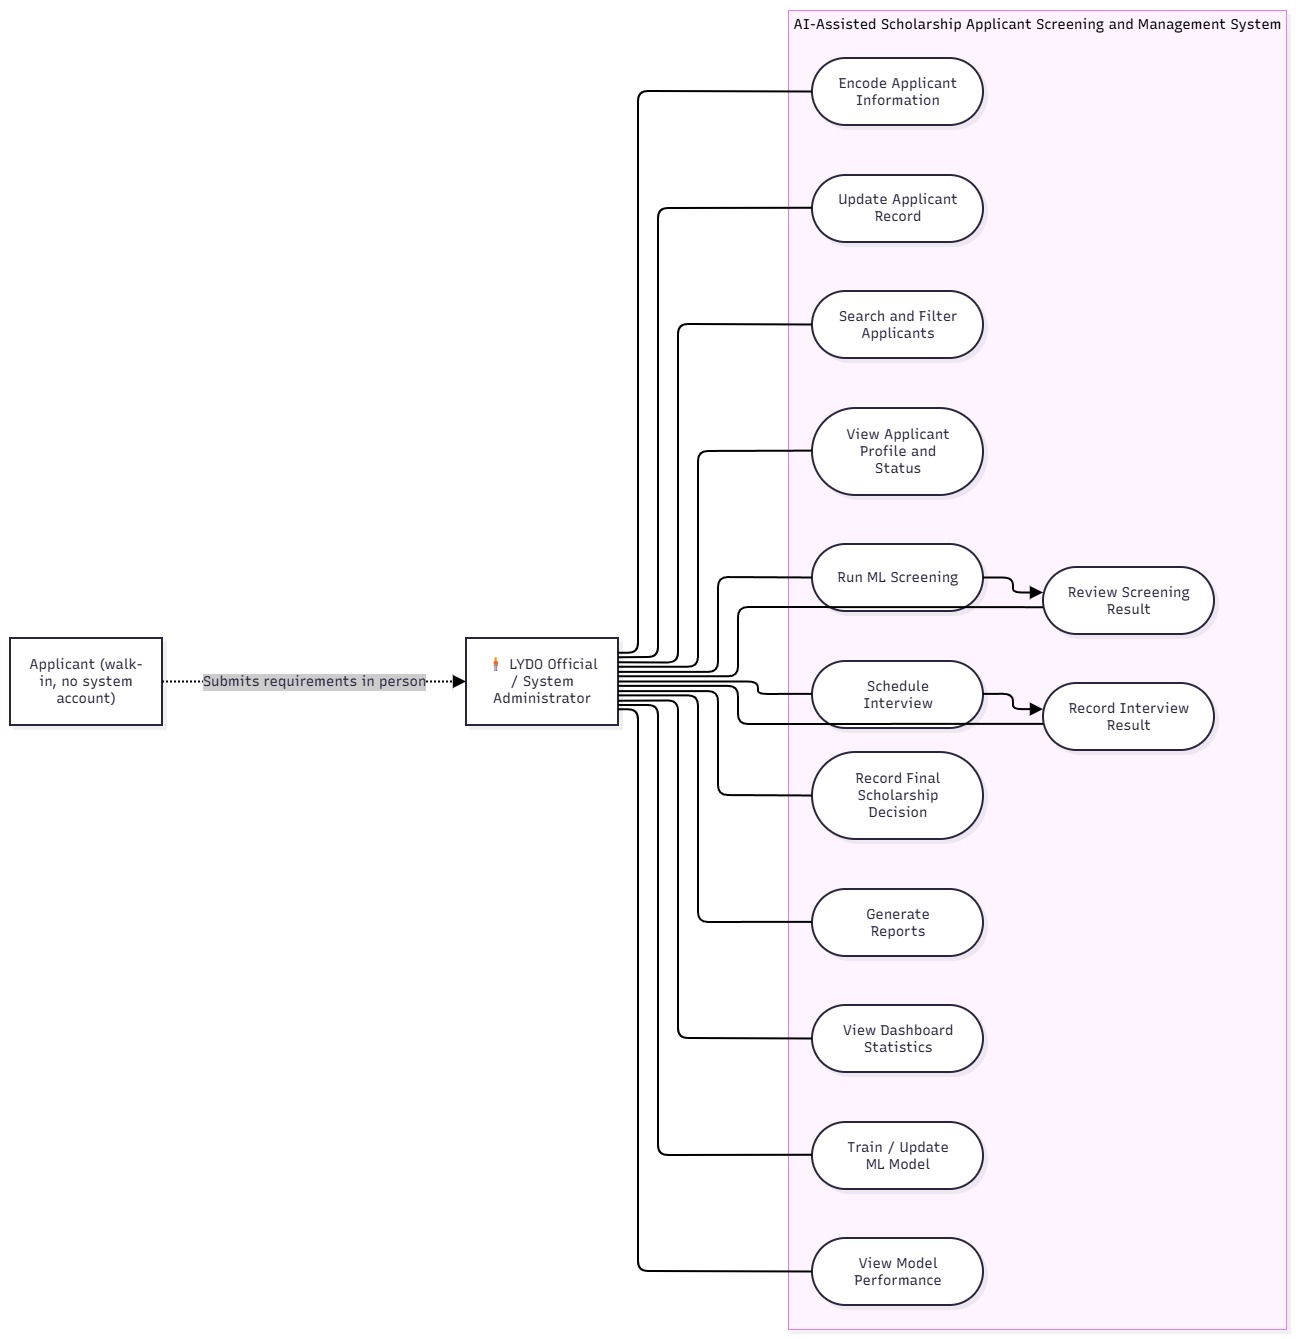 AI-Assisted Scholarship Applicant Screening and Management System
Encode Applicant
Information
Update Applicant
Record
Search and Filter
Applicants
View Applicant
Profile and
Status
Run ML Screening
Review Screening
Result
Applicant (walk-
in, no system
account)
Submits requirements in person
LYDO Official
/ System
Administrator
Schedule
Interview
Record Interview
Result
Record Final
Scholarship
Decision
Generate
Reports
View Dashboard
Statistics
Train / Update
ML Model
View Model
Performance